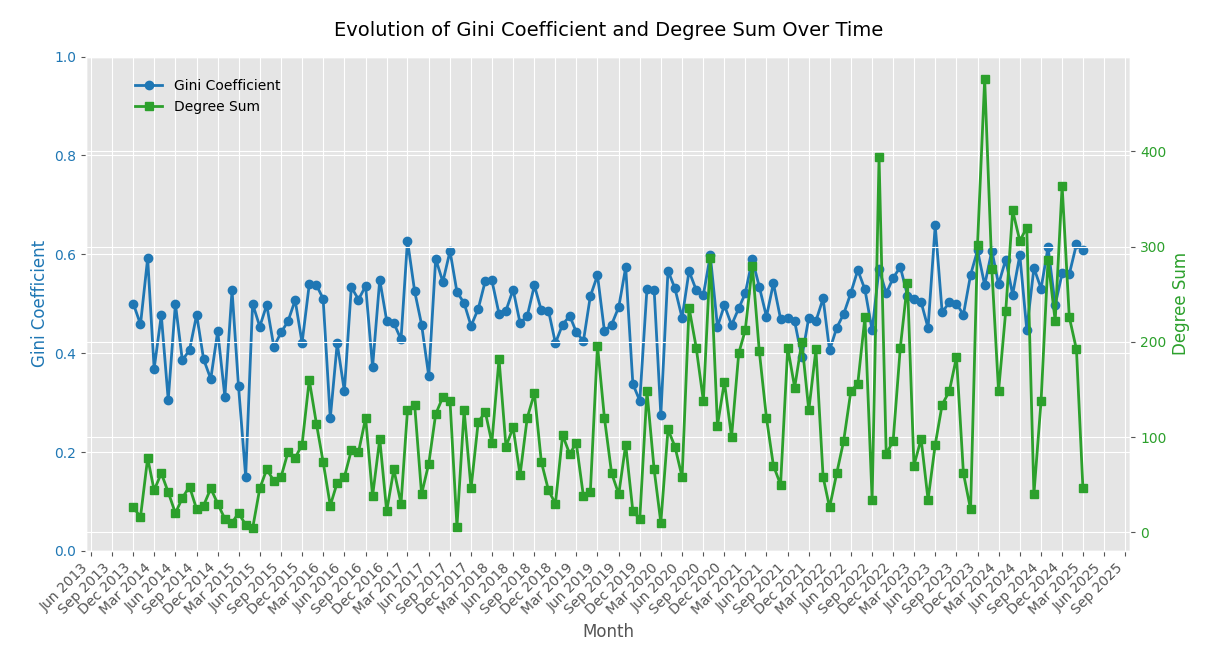 Evolution of Gini Coefficient and Degree Sum Over Time
Gini Coefficient
Degree Sum
1.0
0.8
0.6
0.4
0.2
0.0
Gini Coefficient
400
300
200
100
0
Degree Sum
Jun 2013
Sep 2013
Dec 2013
Mar 2014
Jun 2014
Sep 2014
Dec 2014
Mar 2015
Jun 2015
Sep 2015
Dec 2015
Mar 2016
Jun 2016
Sep 2016
Dec 2016
Mar 2017
Jun 2017
Sep 2017
Dec 2017
Mar 2018
Jun 2018
Sep 2018
Dec 2018
Mar 2019
Jun 2019
Sep 2019
Dec 2019
Mar 2020
Jun 2020
Sep 2020
Dec 2020
Mar 2021
Jun 2021
Sep 2021
Dec 2021
Mar 2022
Jun 2022
Sep 2022
Dec 2022
Mar 2023
Jun 2023
Sep 2023
Dec 2023
Mar 2024
Jun 2024
Sep 2024
Dec 2024
Mar 2025
Jun 2025
Sep 2025
Month